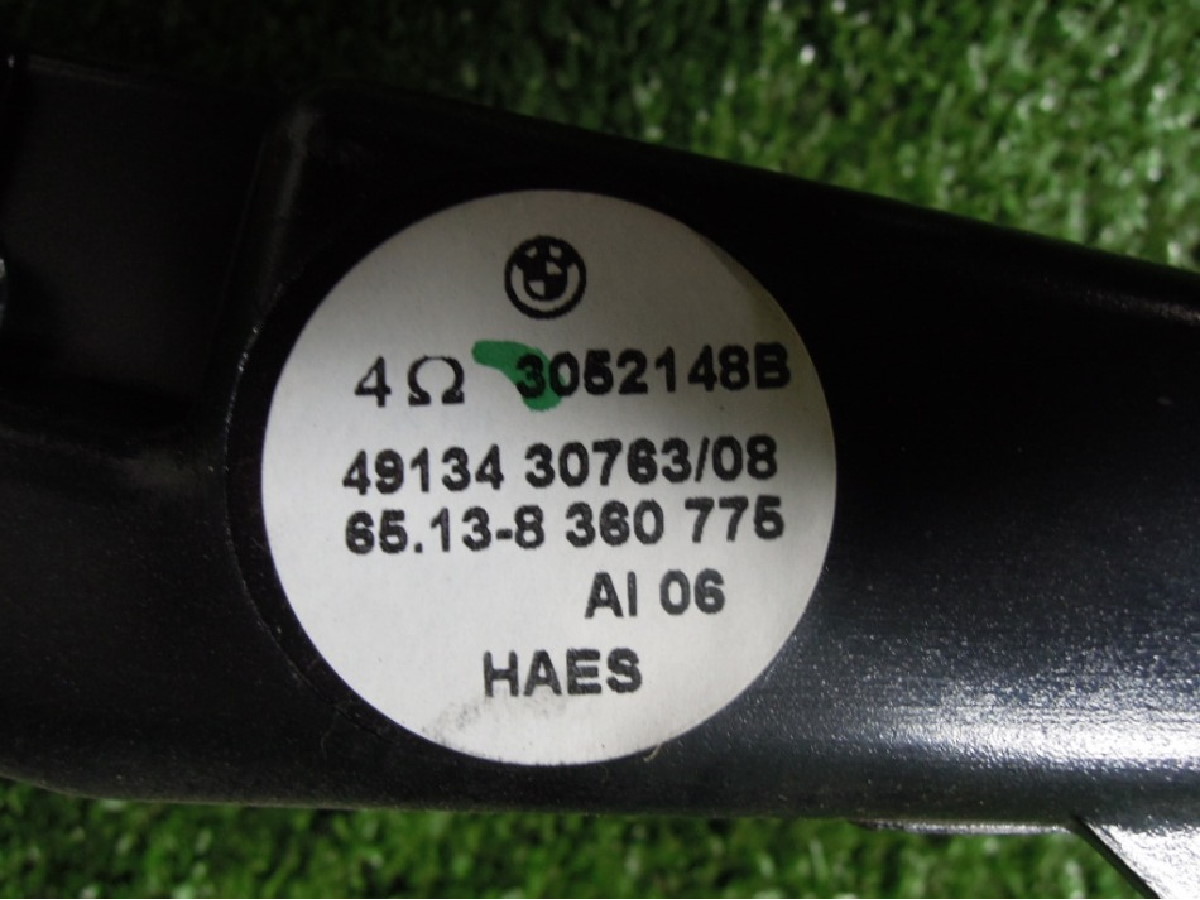 4Ω 3052148B
49134 30763/08
65.13-8 360 775
AI 06
HAES